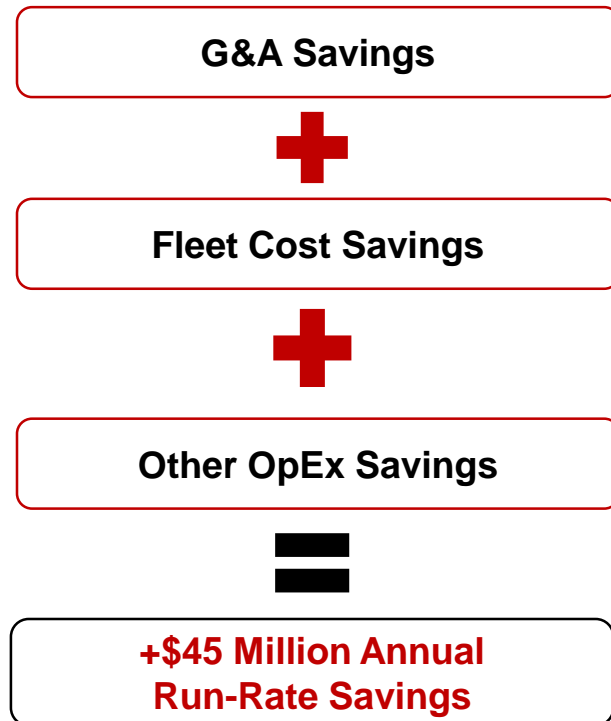 G&A Savings
Fleet Cost Savings
Other OpEx Savings
+$45 Million Annual
Run-Rate Savings